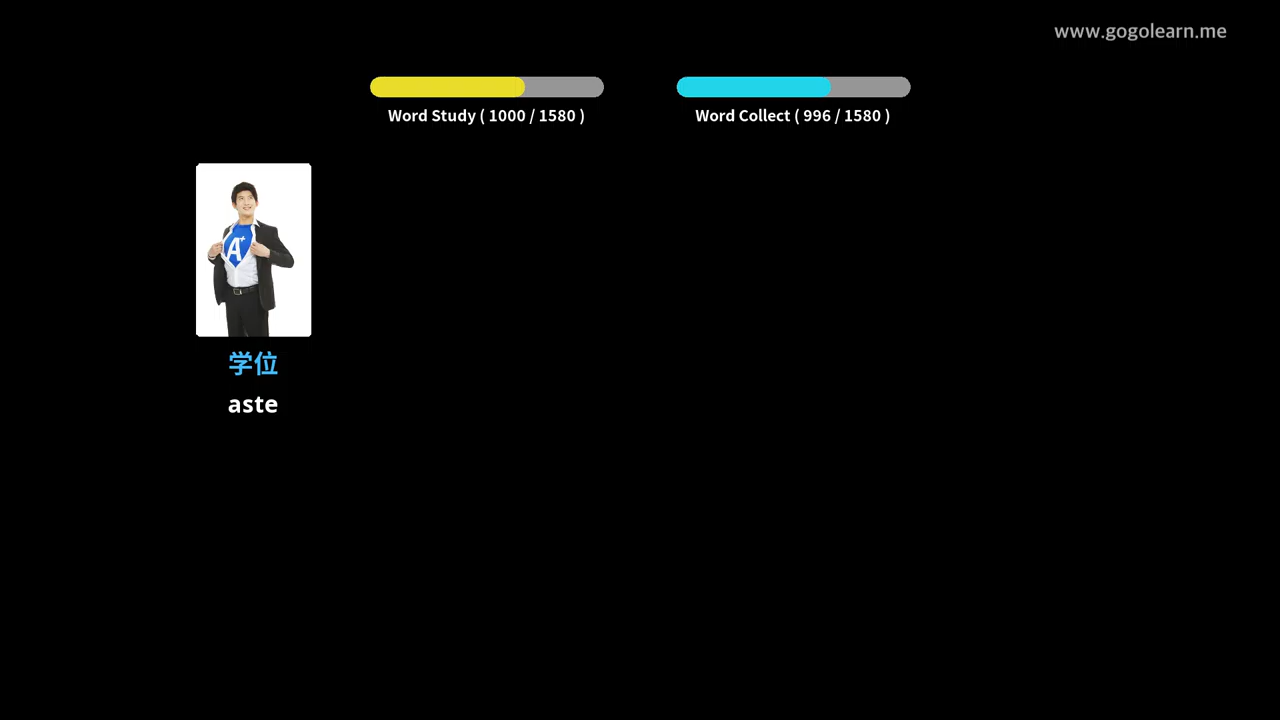 www.gogolearn.me
Word Study ( 1000 / 1580 )
Word Collect ( 996 / 1580 )
A+
学位
aste